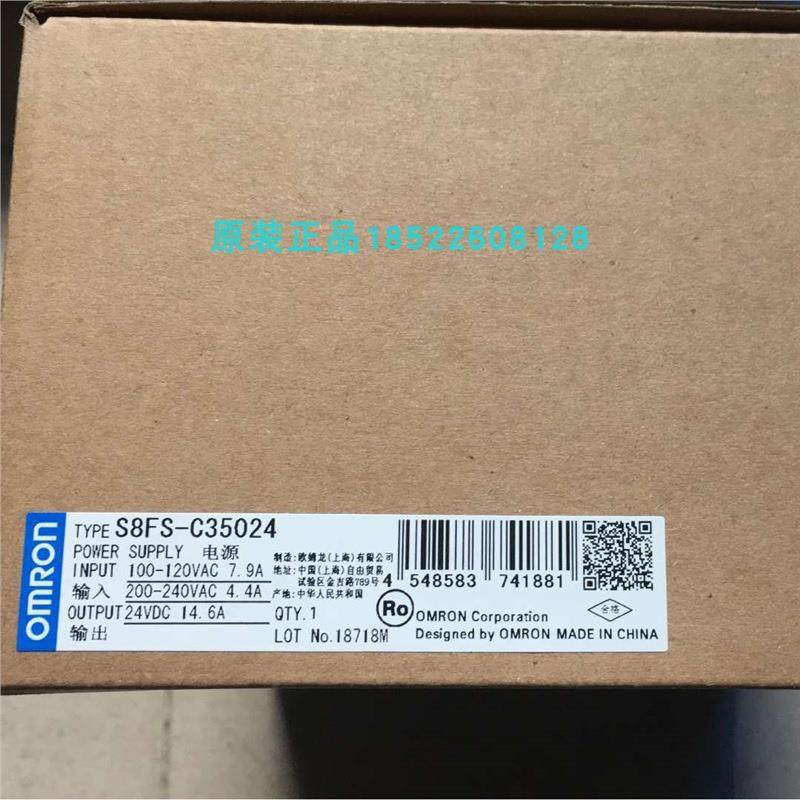 原装正品18522608128
OMRON
TYPE S8FS-C35024
POWER SUPPLY 电源
INPUT 100-120VAC 7.9A
输入 200-240VAC 4.4A
OUTPUT 24VDC 14.6A
输出
制造:欧姆龙(上海)有限公司
地址:中国(上海)自由贸易
试验区金吉路789号
产地:中华人民共和国
QTY.1
LOT No.18718M
4 548583 741881
Ro
OMRON Corporation
Designed by OMRON MADE IN CHINA
合格